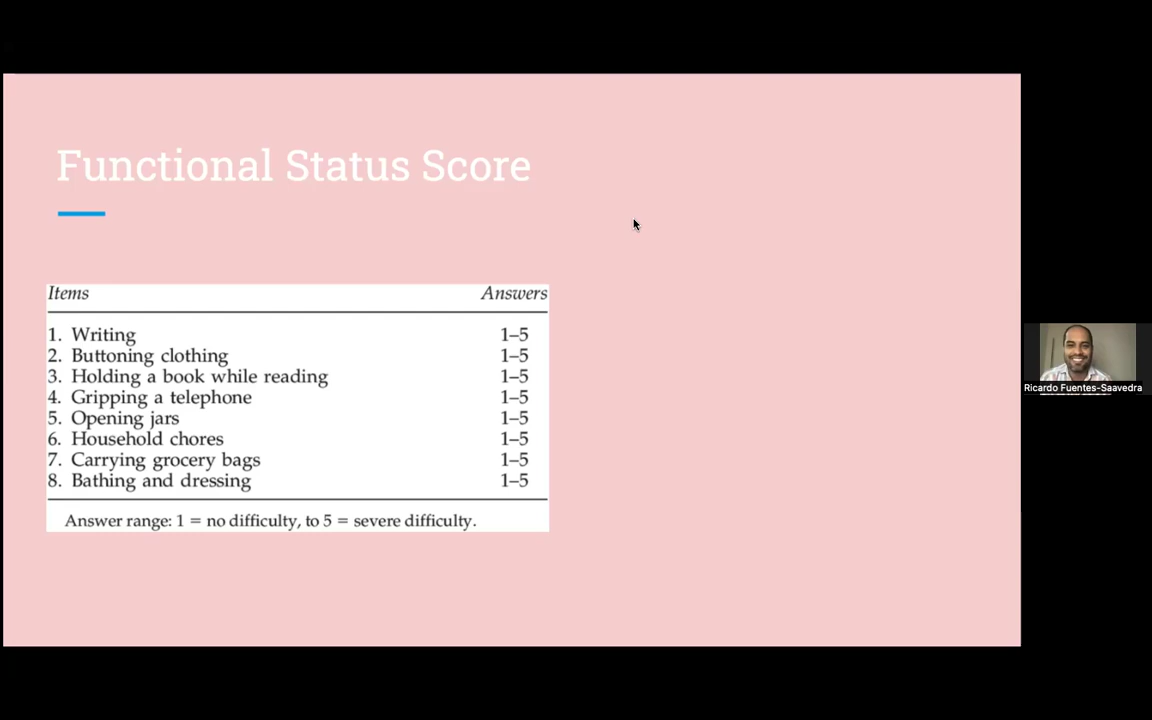 Functional Status Score
Items Answers
1. Writing 1–5
2. Buttoning clothing 1–5
3. Holding a book while reading 1–5
4. Gripping a telephone 1–5
5. Opening jars 1–5
6. Household chores 1–5
7. Carrying grocery bags 1–5
8. Bathing and dressing 1–5
Answer range: 1 = no difficulty, to 5 = severe difficulty.
Ricardo Fuentes-Saavedra